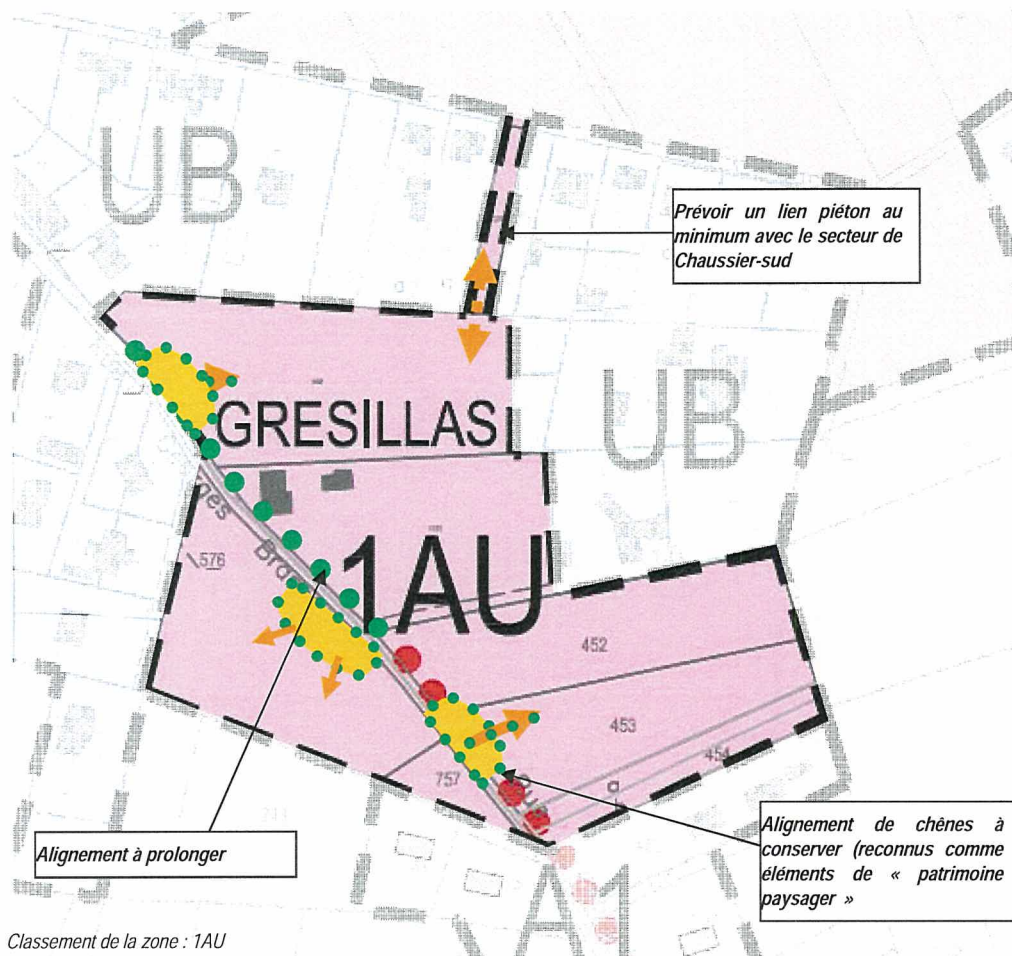 UB
Prévoir un lien piéton au
minimum avec le secteur de
Chaussier-sud
GRESILLAS
UB
1AU
576
452
453
454
757
Alignement à prolonger
Alignement de chênes à
conserver (reconnus comme
éléments de « patrimoine
paysager »
Classement de la zone : 1AU